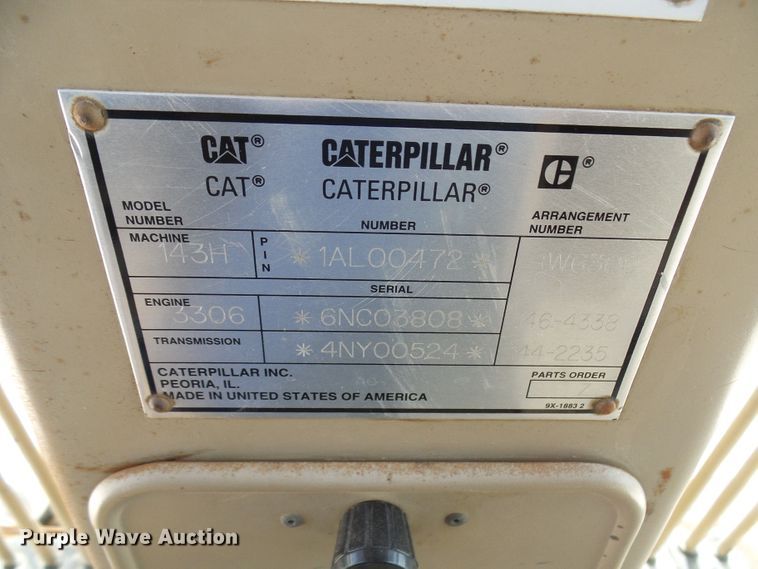 CAT® CATERPILLAR® ®
CAT® CATERPILLAR®
MODEL NUMBER NUMBER ARRANGEMENT NUMBER
MACHINE 143H PIN *1AL00472*
SERIAL
ENGINE 3306 *6NC03808* 46-4338
TRANSMISSION *4NY00524* 44-2235
CATERPILLAR INC. PARTS ORDER
PEORIA, IL.
MADE IN UNITED STATES OF AMERICA 9X-1883 2
Purple Wave Auction